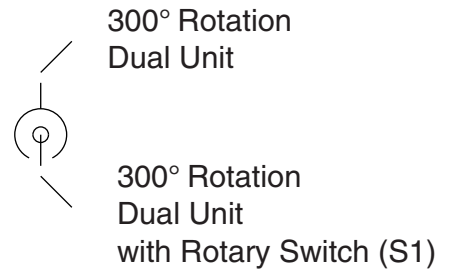 300° Rotation
Dual Unit
300° Rotation
Dual Unit
with Rotary Switch (S1)